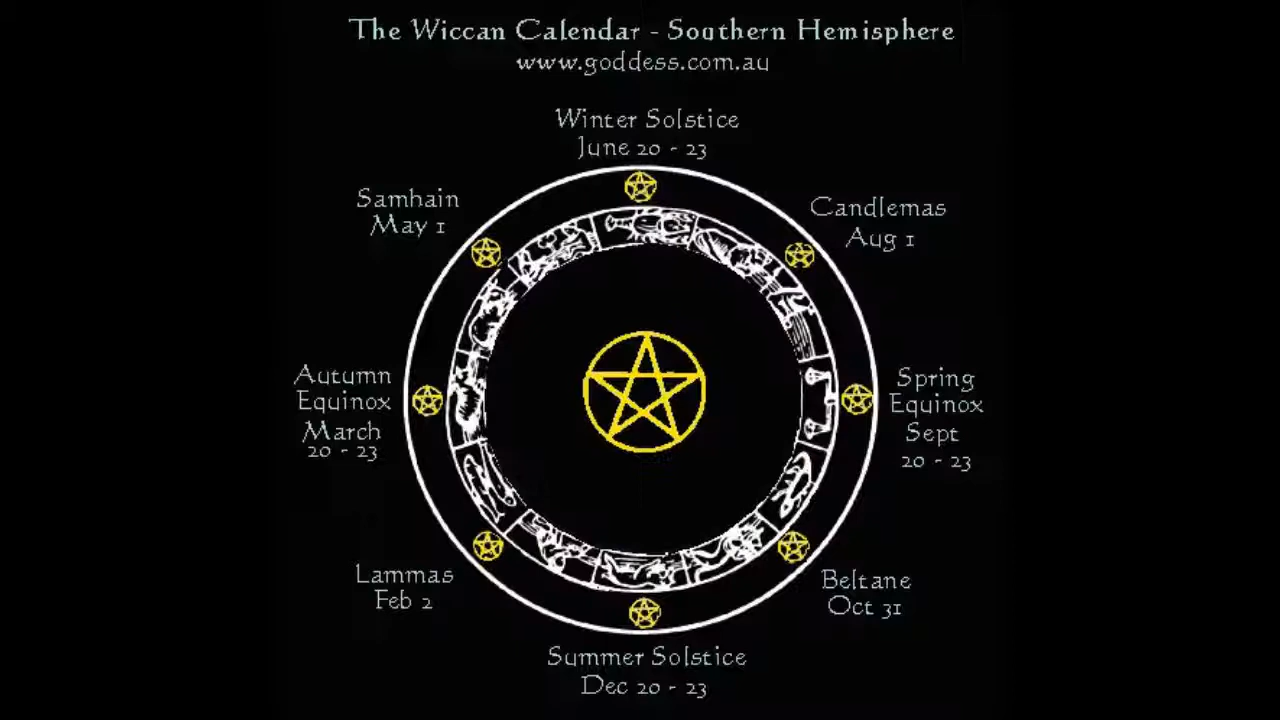 The Wiccan Calendar - Southern Hemisphere
www.goddess.com.au
Winter Solstice
June 20 - 23
Samhain
May 1
Candlemas
Aug 1
Autumn
Equinox
March
20 - 23
Spring
Equinox
Sept
20 - 23
Lammas
Feb 2
Beltane
Oct 31
Summer Solstice
Dec 20 - 23